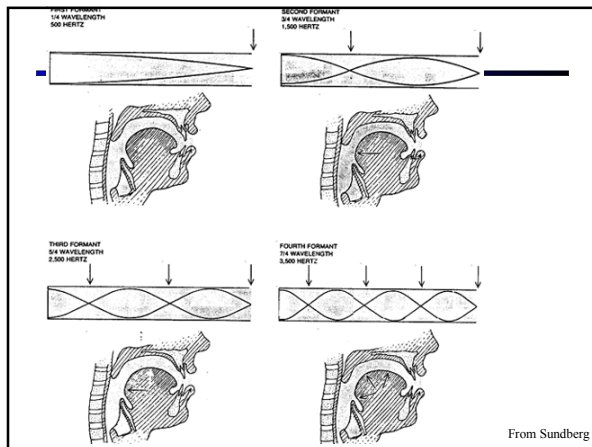 FIRST FORMANT
1/4 WAVELENGTH
500 HERTZ
SECOND FORMANT
3/4 WAVELENGTH
1,500 HERTZ
THIRD FORMANT
5/4 WAVELENGTH
2,500 HERTZ
FOURTH FORMANT
7/4 WAVELENGTH
3,500 HERTZ
From Sundberg